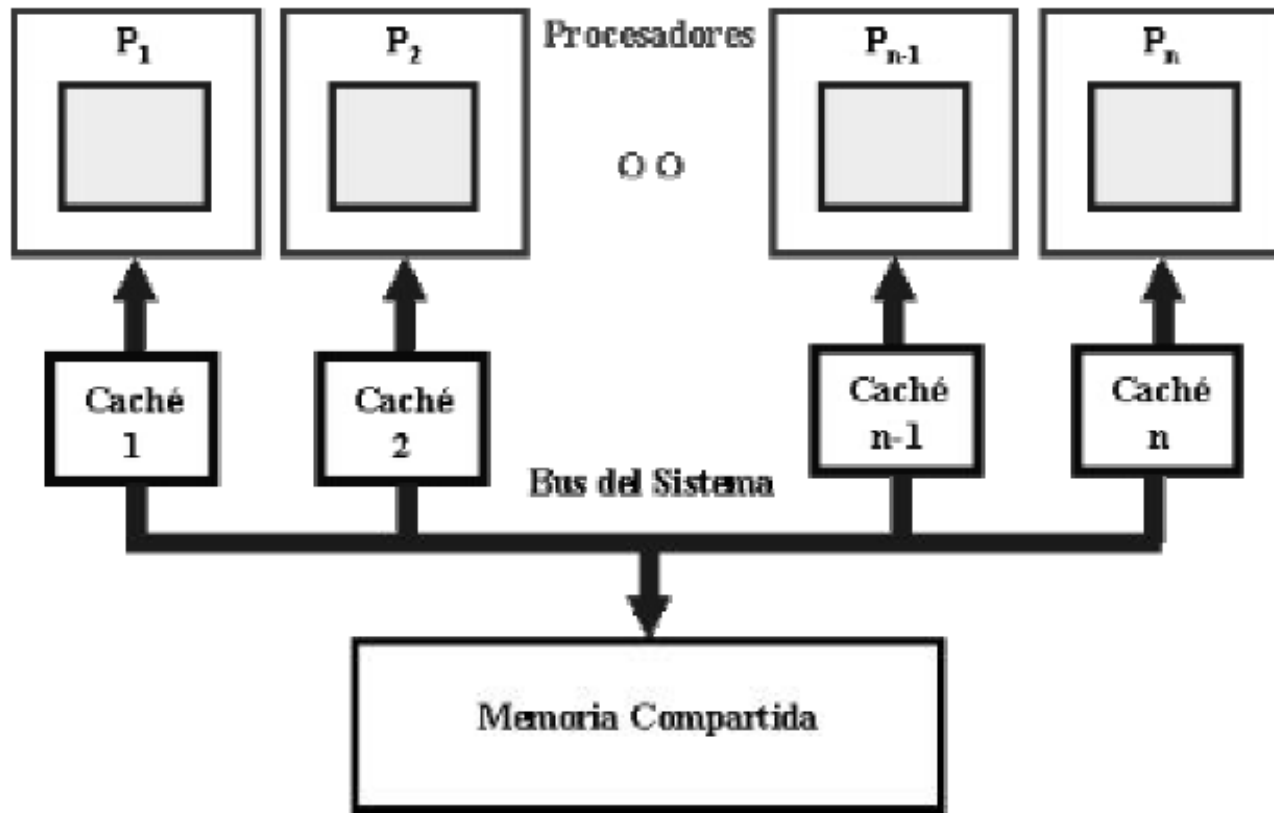 P1
P2
Procesadores
Pn-1
Pn
O O
Caché
1
Caché
2
Caché
n-1
Caché
n
Bus del Sistema
Memoria Compartida